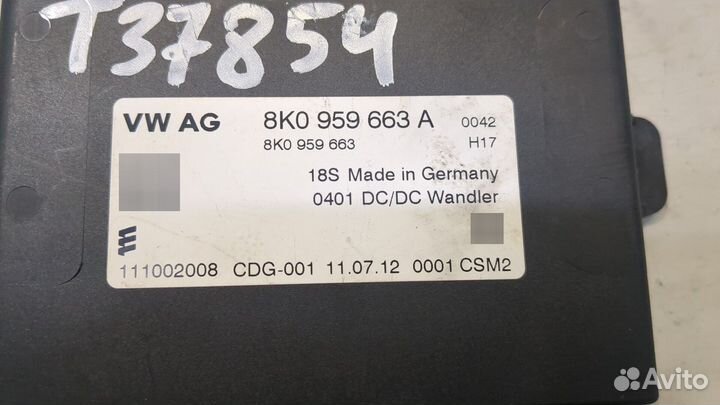 T37854
VW AG 8K0 959 663 A 0042
8K0 959 663 H17
18S Made in Germany
0401 DC/DC Wandler
111002008 CDG-001 11.07.12 0001 CSM2
Avito